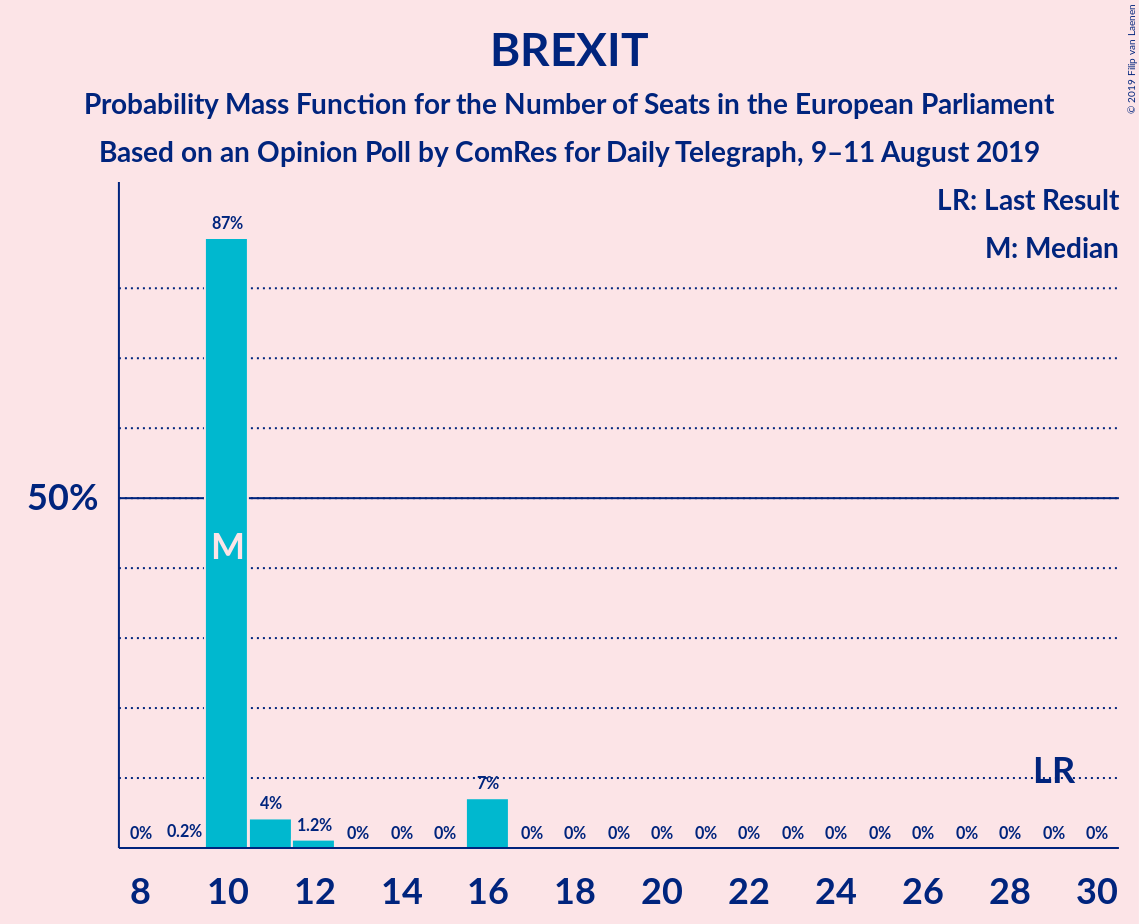 BREXIT
Probability Mass Function for the Number of Seats in the European Parliament
Based on an Opinion Poll by ComRes for Daily Telegraph, 9–11 August 2019
© 2019 Filip van Laenen
LR: Last Result
M: Median
87%
50%
M
LR
7%
4%
1.2%
0% 0.2% 0% 0% 0% 0% 0% 0% 0% 0% 0% 0% 0% 0% 0% 0% 0% 0%
8 10 12 14 16 18 20 22 24 26 28 30